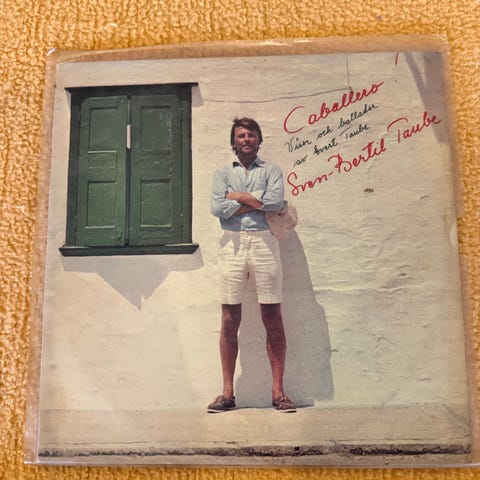 Caballero!
Visor och ballader
av Evert Taube
Sven-Bertil Taube